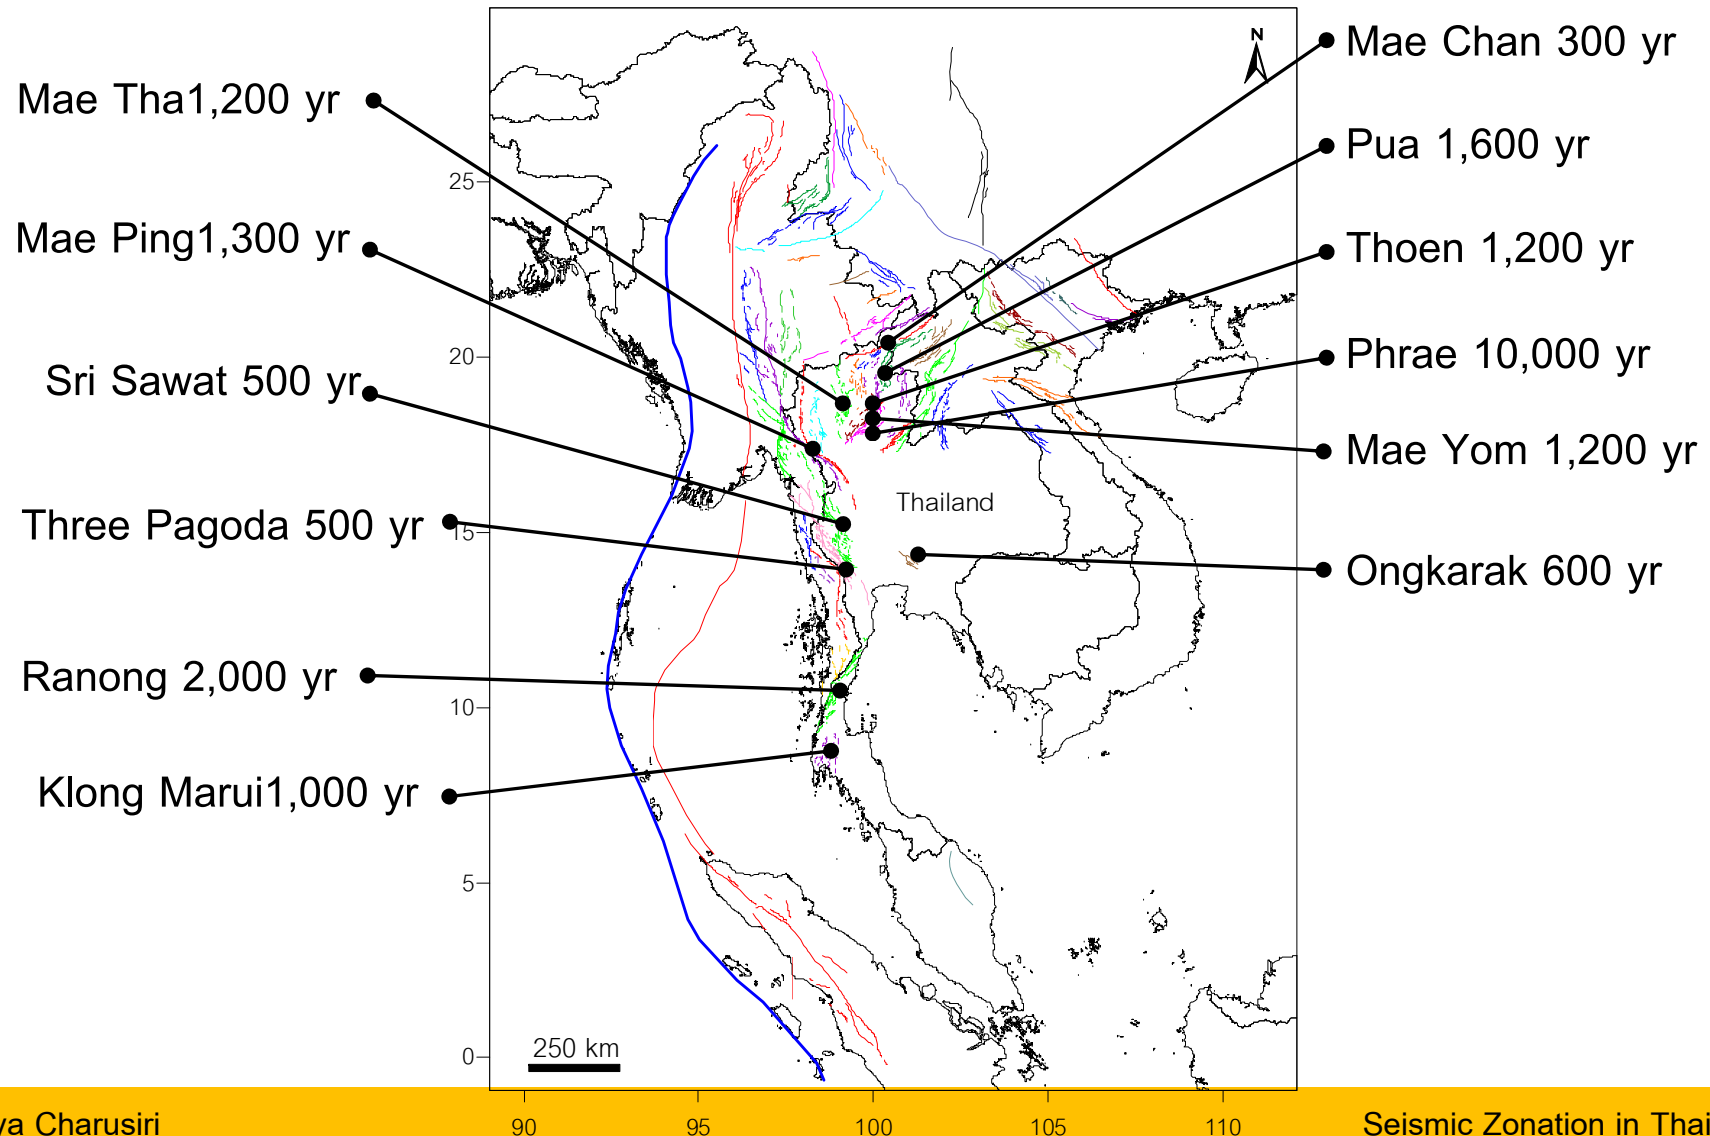 N
Mae Chan 300 yr
Mae Tha1,200 yr
Pua 1,600 yr
25
Mae Ping1,300 yr
Thoen 1,200 yr
20
Phrae 10,000 yr
Sri Sawat 500 yr
Mae Yom 1,200 yr
Thailand
Three Pagoda 500 yr
15
Ongkarak 600 yr
Ranong 2,000 yr
10
Klong Marui1,000 yr
5
250 km
0
90 95 100 105 110
ya Charusiri
Seismic Zonation in Thai